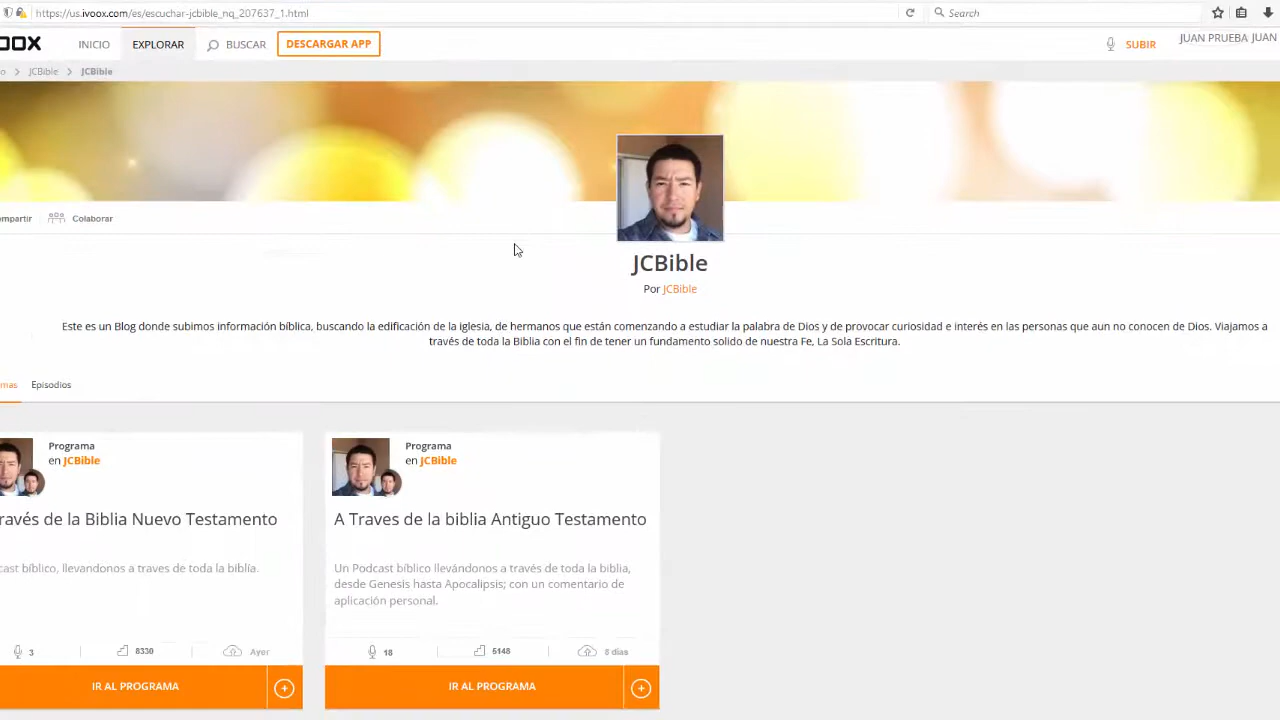 https://us.ivoox.com/es/escuchar-jcbible_nq_207637_1.html
Search
INICIO
EXPLORAR
BUSCAR
DESCARGAR APP
SUBIR
JUAN PRUEBA JUAN
JCBible
JCBible
Colaborar
JCBible
Por JCBible
Este es un Blog donde subimos información bíblica, buscando la edificación de la iglesia, de hermanos que están comenzando a estudiar la palabra de Dios y de provocar curiosidad e interés en las personas que aun no conocen de Dios. Viajamos a
través de toda la Biblia con el fin de tener un fundamento solido de nuestra Fe, La Sola Escritura.
Episodios
Programa
en JCBible
ravés de la Biblia Nuevo Testamento
cast bíblico, llevandonos a traves de toda la biblía.
3
8330
Ayer
IR AL PROGRAMA
Programa
en JCBible
A Traves de la biblia Antiguo Testamento
Un Podcast bíblico llevándonos a través de toda la biblia,
desde Genesis hasta Apocalipsis; con un comentario de
aplicación personal.
18
5148
8 días
IR AL PROGRAMA